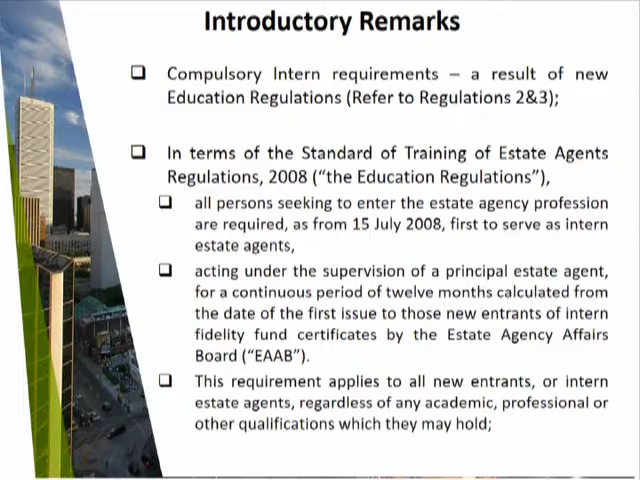 Introductory Remarks
❑ Compulsory Intern requirements – a result of new
Education Regulations (Refer to Regulations 2&3);
❑ In terms of the Standard of Training of Estate Agents
Regulations, 2008 (“the Education Regulations”),
❑ all persons seeking to enter the estate agency profession
are required, as from 15 July 2008, first to serve as intern
estate agents,
❑ acting under the supervision of a principal estate agent,
for a continuous period of twelve months calculated from
the date of the first issue to those new entrants of intern
fidelity fund certificates by the Estate Agency Affairs
Board (“EAAB”).
❑ This requirement applies to all new entrants, or intern
estate agents, regardless of any academic, professional or
other qualifications which they may hold;